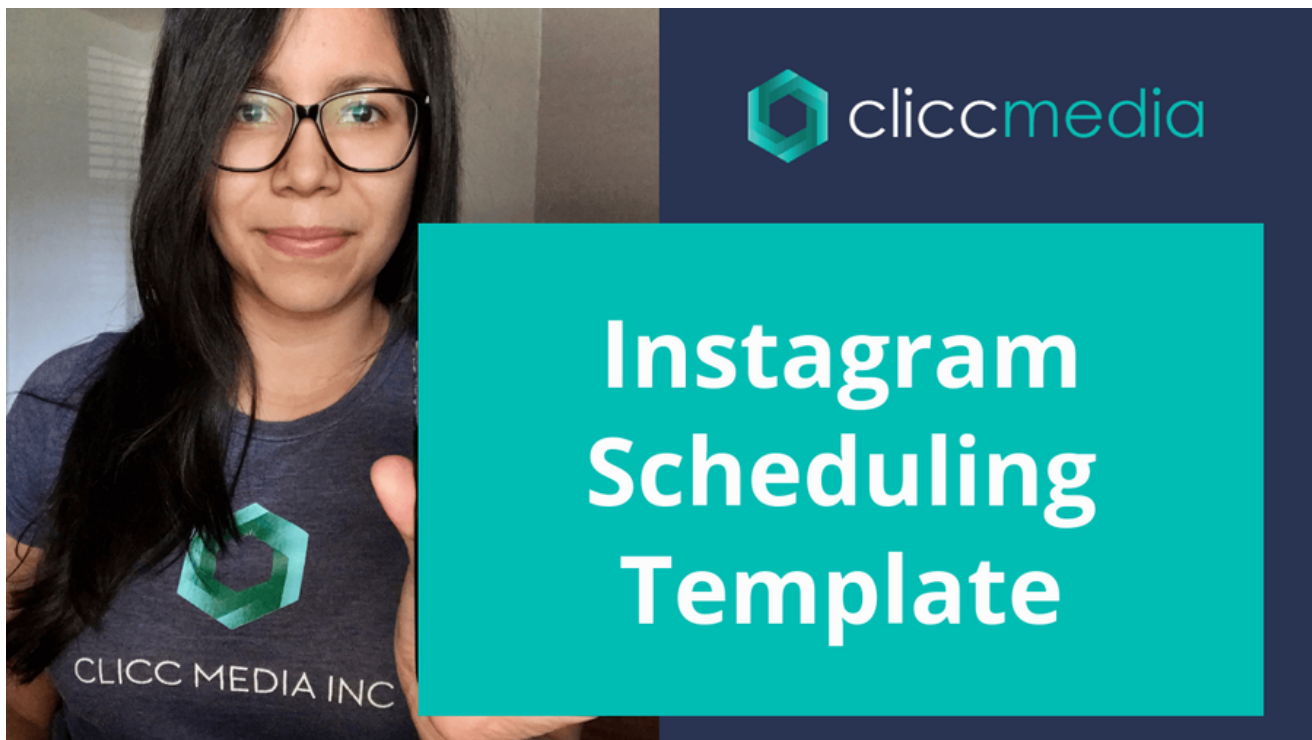 cliccmedia
Instagram
Scheduling
Template
CLICC MEDIA INC